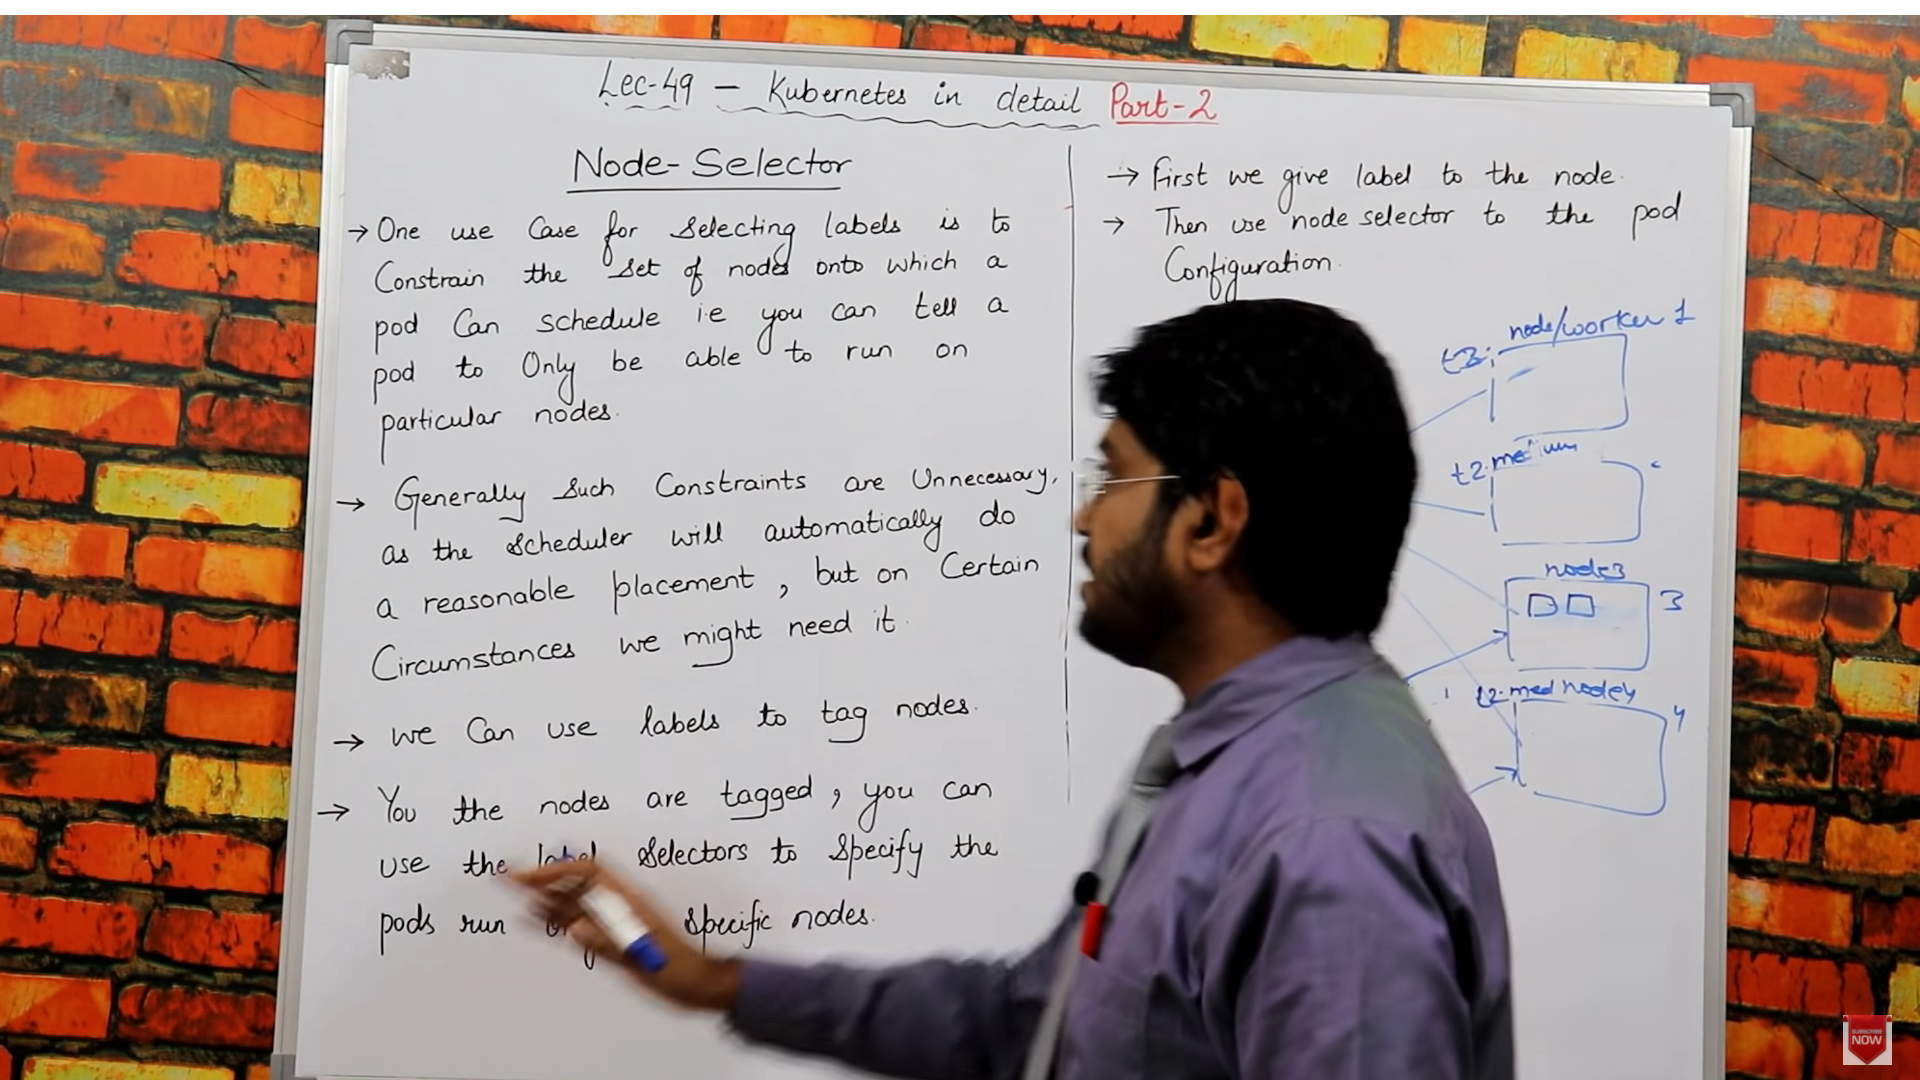 Lec-49 - Kubernetes in detail Part-2
Node-Selector
→ One use Case for Selecting labels is to
Constrain the set of nodes onto which a
pod Can schedule i.e you can tell a
pod to Only be able to run on
particular nodes.
→ Generally such Constraints are Unnecessary,
as the scheduler will automatically do
a reasonable placement, but on Certain
Circumstances we might need it.
→ we Can use labels to tag nodes.
→ You the nodes are tagged, you can
use the label Selectors to specify the
pods run specific nodes.
→ first we give label to the node.
→ Then use node selector to the pod
Configuration.
node/worker 1
t3.
t2.medium
node3
3
t2.med node4
4
SUBSCRIBE
NOW